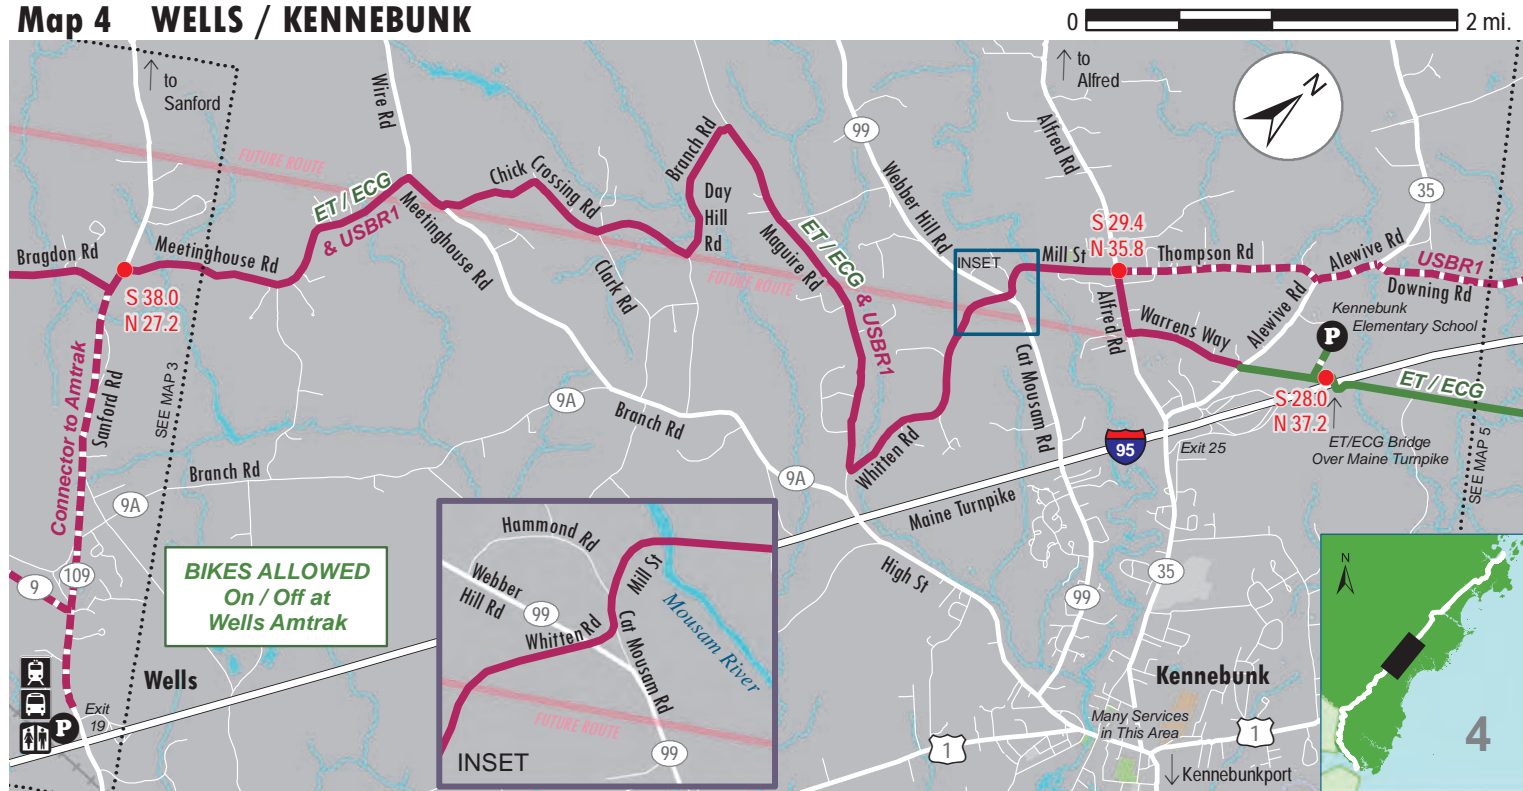 Map 4 WELLS / KENNEBUNK
0 2 mi.
to
Sanford
Wire Rd
FUTURE ROUTE
Bragdon Rd
Meetinghouse Rd
ET / ECG
& USBR1
Meetinghouse Rd
Chick
Crossing Rd
Clark Rd
Branch Rd
Day
Hill
Rd
FUTURE ROUTE
Maguire Rd
ET / ECG & USBR1
99
Webber Hill Rd
INSET
Mill St
to
Alfred
Alfred Rd
S 29.4
N 35.8
Thompson Rd
Alewive Rd
35
N
USBR1
Downing Rd
Alfred Rd
Warrens Way
Alewive Rd
Kennebunk
Elementary School
P
ET / ECG
S 28.0
N 37.2
ET/ECG Bridge
Over Maine Turnpike
SEE MAP 5
S 38.0
N 27.2
Connector to Amtrak
Sanford Rd
SEE MAP 3
9A
Branch Rd
Branch Rd
9A
9A
Whitten Rd
Cat Mousam Rd
95
Exit 25
Maine Turnpike
High St
109
9
BIKES ALLOWED
On / Off at
Wells Amtrak
Wells
Exit
19
P
Hammond Rd
Webber
Hill Rd
99
Whitten Rd
Mill St
Cat Mousam Rd
Mousam River
FUTURE ROUTE
99
INSET
99
35
Kennebunk
Many Services
in This Area
1
1
Kennebunkport
N
4